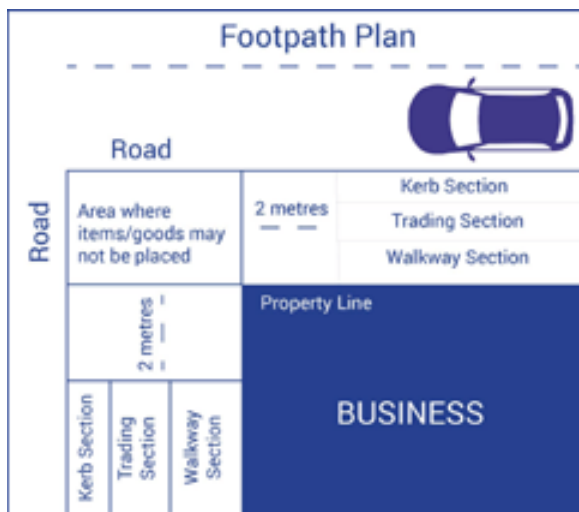 Footpath Plan
Road
Road
Area where
items/goods may
not be placed
2 metres
Kerb Section
Trading Section
Walkway Section
2 metres
Property Line
BUSINESS
Kerb Section
Trading
Section
Walkway
Section